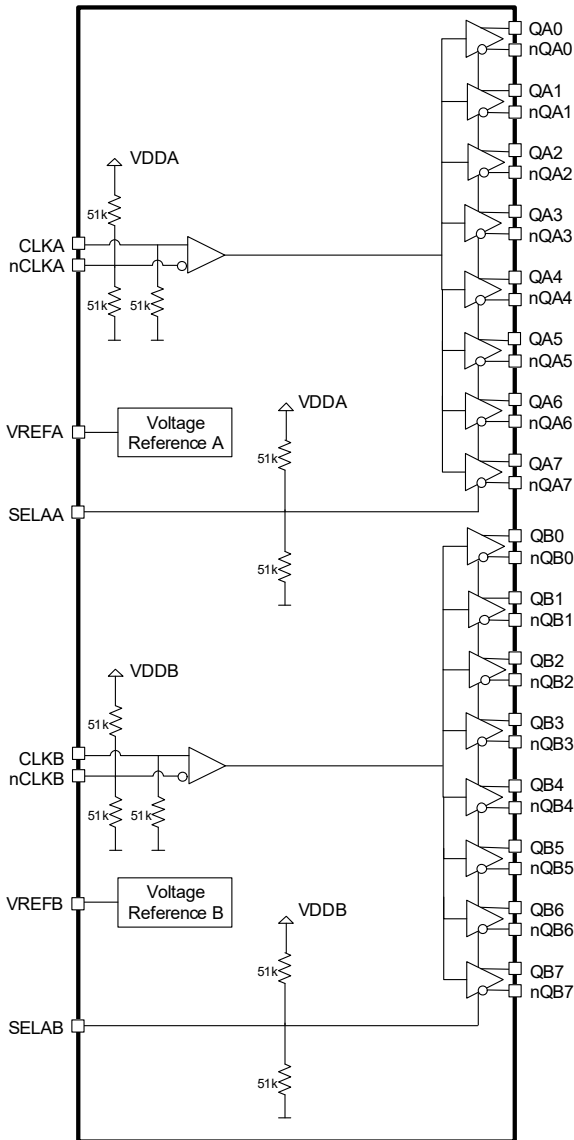 QA0
nQA0
QA1
nQA1
QA2
nQA2
VDDA
51k
QA3
nQA3
CLKA
nCLKA
QA4
nQA4
51k
51k
QA5
nQA5
VDDA
QA6
nQA6
VREFA
Voltage
Reference A
51k
QA7
nQA7
SELAA
QB0
nQB0
51k
QB1
nQB1
VDDB
QB2
nQB2
51k
QB3
nQB3
CLKB
nCLKB
QB4
nQB4
51k
51k
QB5
nQB5
VREFB
Voltage
Reference B
VDDB
QB6
nQB6
51k
QB7
nQB7
SELAB
51k